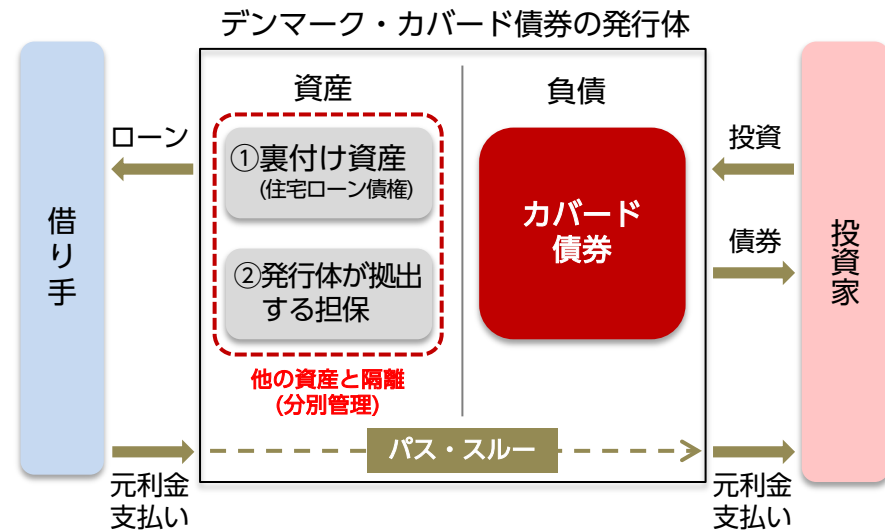 デンマーク・カバード債券の発行体
借り手
ローン
資産
①裏付け資産
(住宅ローン債権)
②発行体が拠出
する担保
他の資産と隔離
(分別管理)
負債
カバード
債券
投資
債券
投資家
元利金
支払い
パス・スルー
元利金
支払い